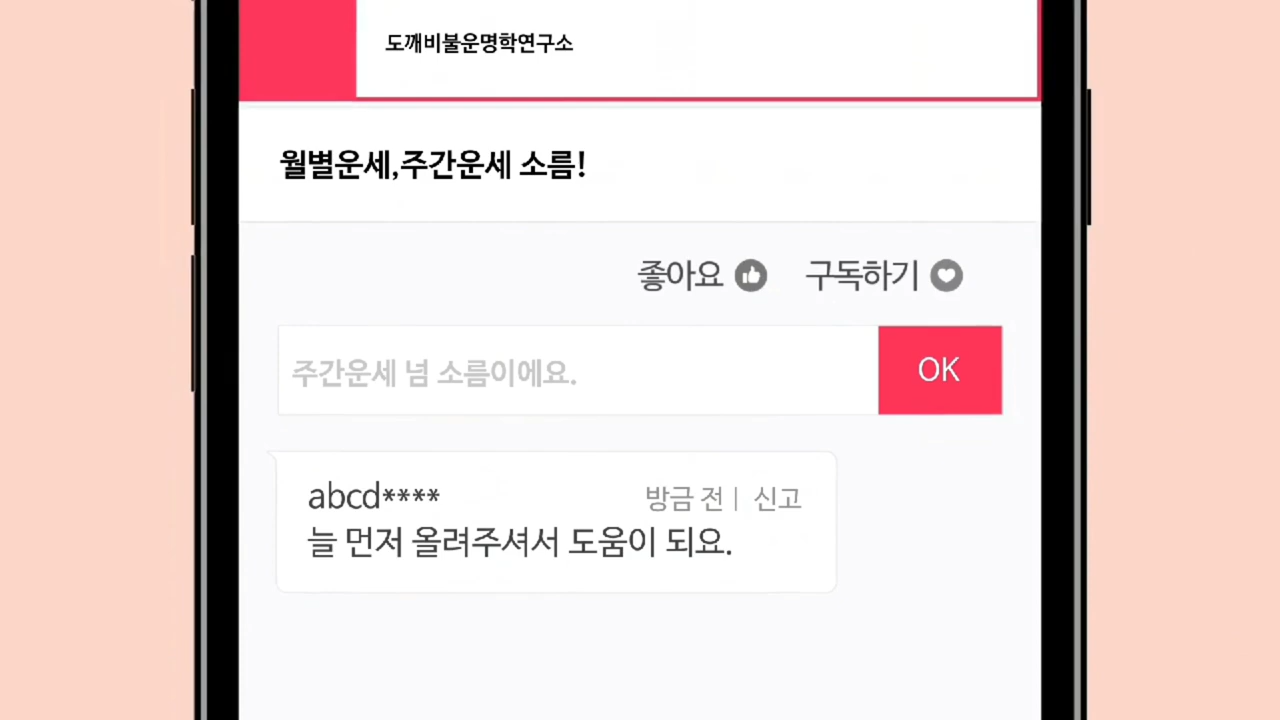 도깨비불운명학연구소
월별운세,주간운세 소름!
좋아요 구독하기
주간운세 넘 소름이에요.
OK
abcd****
방금 전 | 신고
늘 먼저 올려주셔서 도움이 되요.